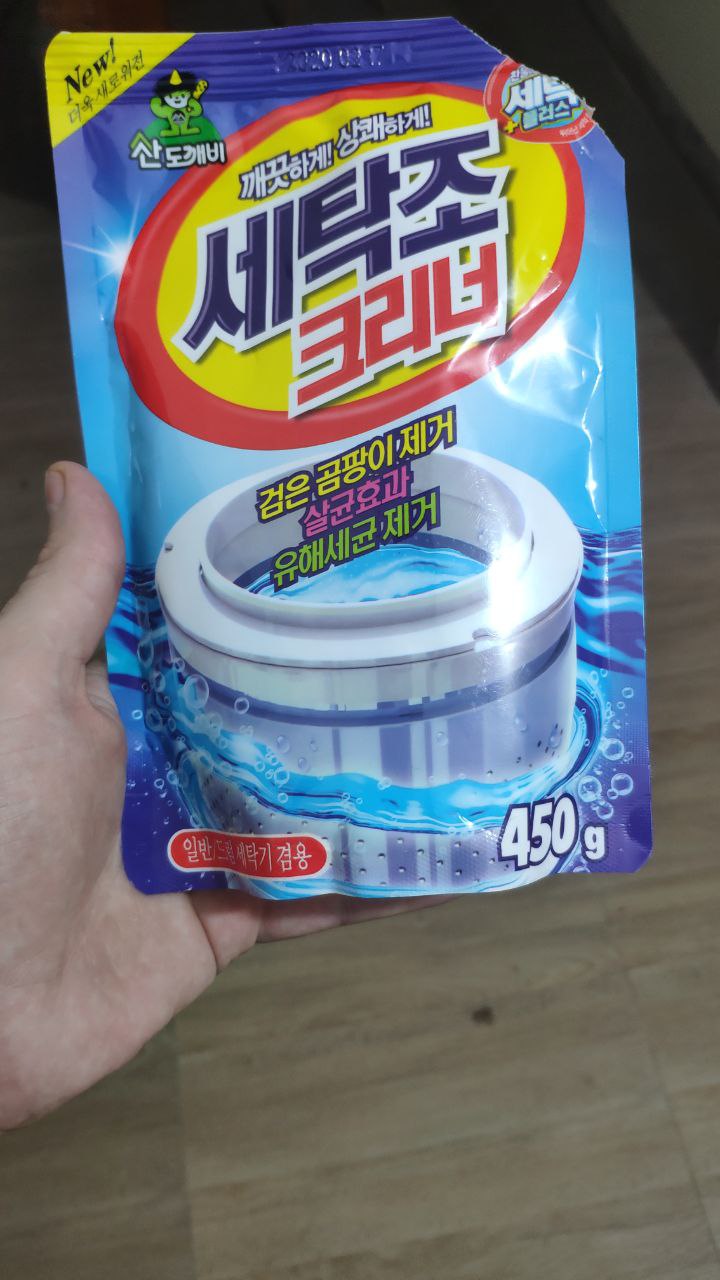 New!
더욱 새로워진
산도깨비
세탁
플러스
깨끗하게! 상쾌하게!
세탁조
크리너
검은 곰팡이 제거
살균효과
유해세균 제거
일반/드럼 세탁기 겸용
450 g